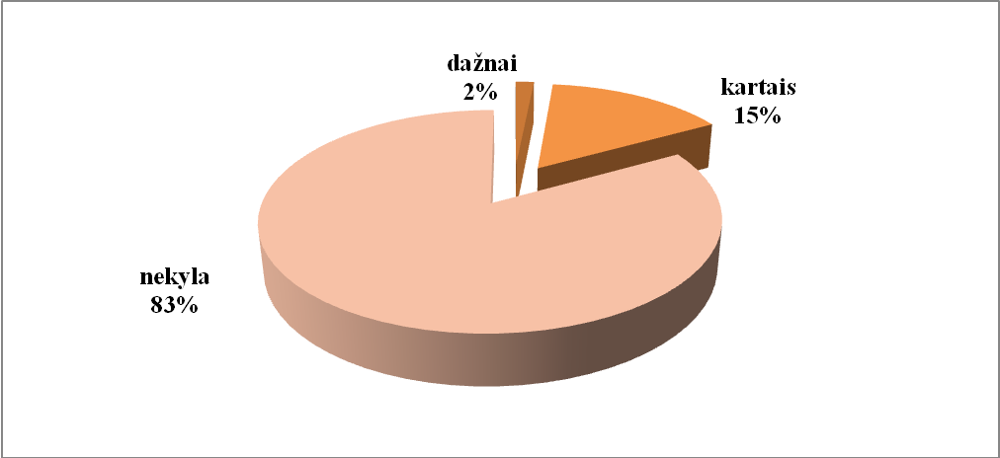 dažnai
2%
kartais
15%
nekyla
83%